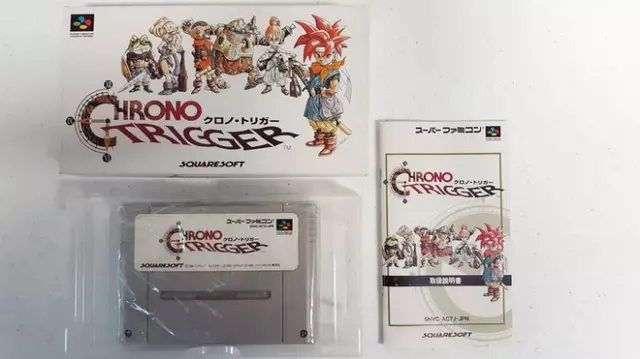 CHRONO
クロノ・トリガー
TRIGGER
TM
SQUARESOFT
スーパーファミコン
CHRONO
クロノ・トリガー
TRIGGER
SQUARESOFT
スーパーファミコン
CHRONO
クロノ・トリガー
TRIGGER
取扱説明書
SHVC-ACTJ-JPN
SQUARESOFT